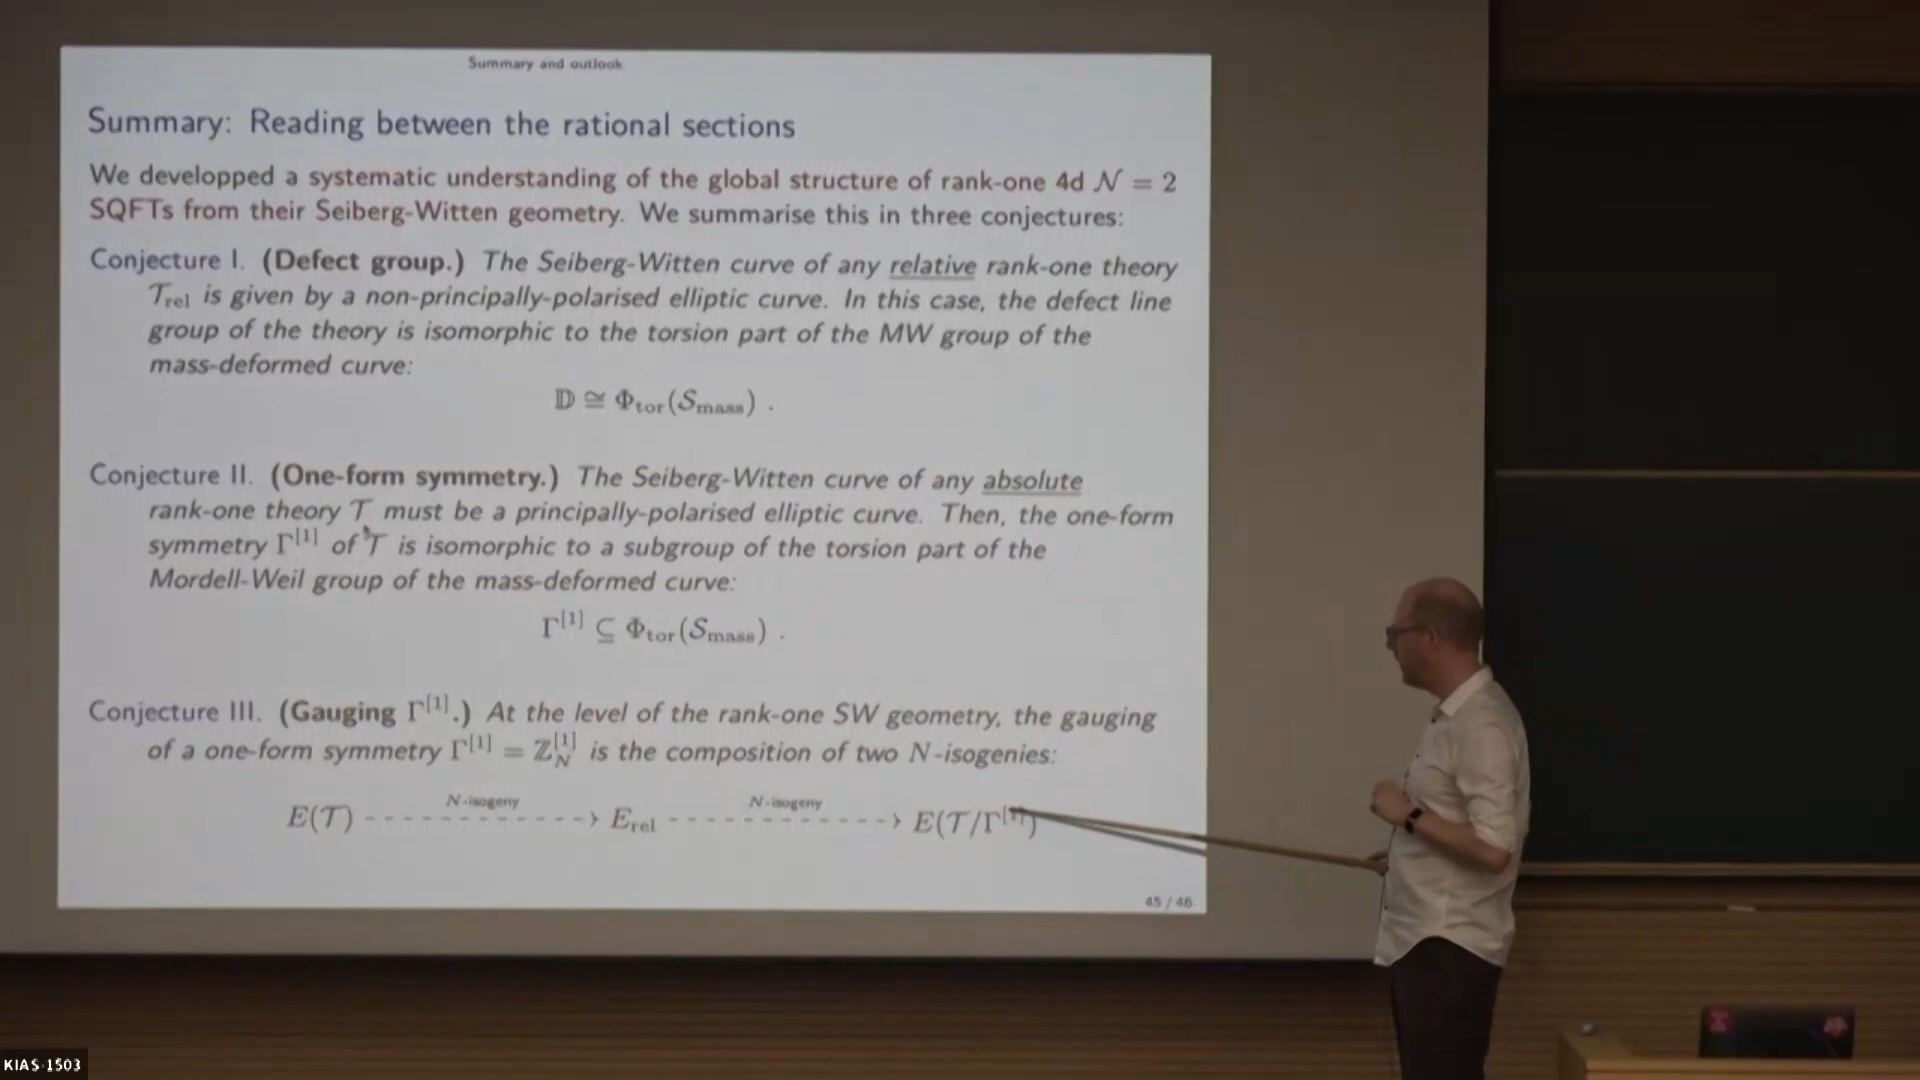 Summary and outlook
Summary: Reading between the rational sections
We developped a systematic understanding of the global structure of rank-one 4d 𝒩 = 2
SQFTs from their Seiberg-Witten geometry. We summarise this in three conjectures:
Conjecture I. (Defect group.) The Seiberg-Witten curve of any relative rank-one theory
𝒯_rel is given by a non-principally-polarised elliptic curve. In this case, the defect line
group of the theory is isomorphic to the torsion part of the MW group of the
mass-deformed curve:
𝔻 ≅ Φ_tor(𝒮_mass) .
Conjecture II. (One-form symmetry.) The Seiberg-Witten curve of any absolute
rank-one theory 𝒯 must be a principally-polarised elliptic curve. Then, the one-form
symmetry Γ^[1] of 𝒯 is isomorphic to a subgroup of the torsion part of the
Mordell-Weil group of the mass-deformed curve:
Γ^[1] ⊆ Φ_tor(𝒮_mass) .
Conjecture III. (Gauging Γ^[1].) At the level of the rank-one SW geometry, the gauging
of a one-form symmetry Γ^[1] = ℤ_N^[1] is the composition of two N-isogenies:
N-isogeny N-isogeny
E(𝒯) - - - - - - - - - - - -> E_rel - - - - - - - - - - - -> E(𝒯/Γ^[1])
45 / 46
KIAS-1503